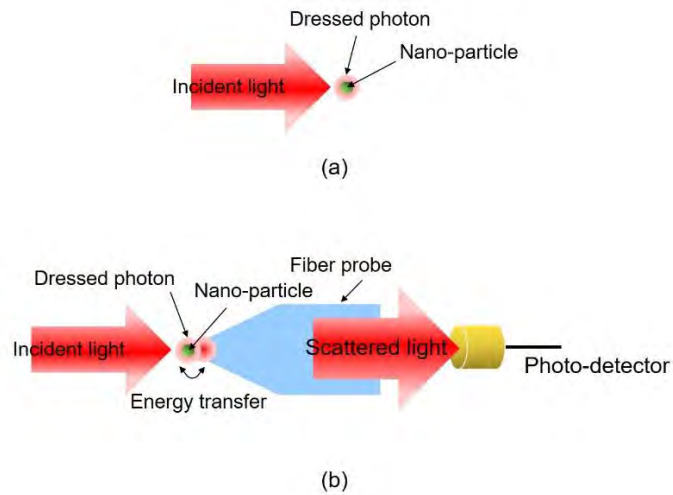 Dressed photon
Nano-particle
Incident light
(a)
Fiber probe
Dressed photon
Nano-particle
Incident light
Scattered light
Photo-detector
Energy transfer
(b)